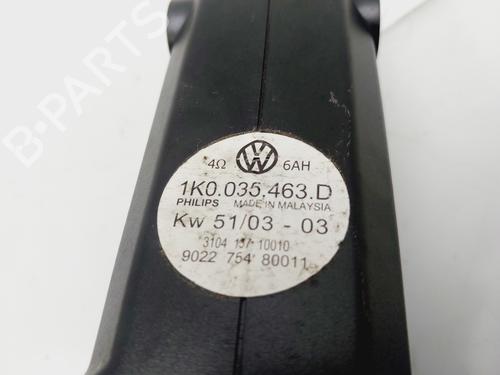 B-PARTS
4Ω 6AH
1K0.035.463.D
PHILIPS MADE IN MALAYSIA
Kw 51/03 - 03
3104 137 10010
9022 754 80011